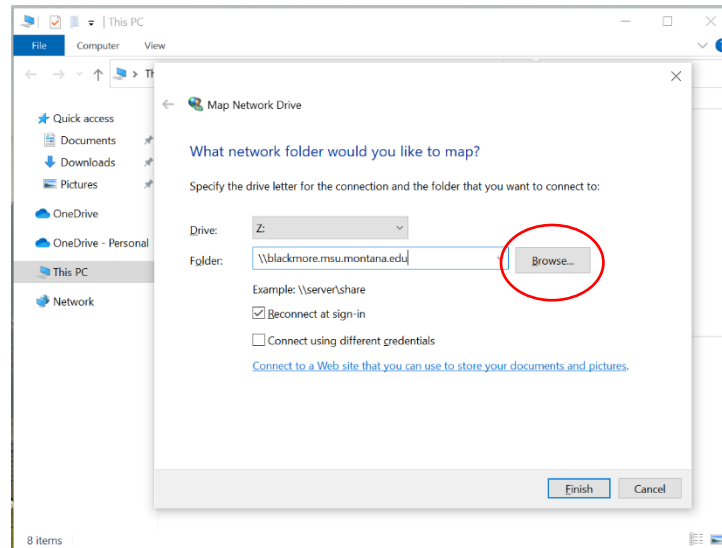 This PC
File Computer View
Quick access
Documents
Downloads
Pictures
OneDrive
OneDrive - Personal
This PC
Network
8 items
Map Network Drive
What network folder would you like to map?
Specify the drive letter for the connection and the folder that you want to connect to:
Drive: Z:
Folder: \\blackmore.msu.montana.edu Browse...
Example: \\server\share
Reconnect at sign-in
Connect using different credentials
Connect to a Web site that you can use to store your documents and pictures.
Finish Cancel